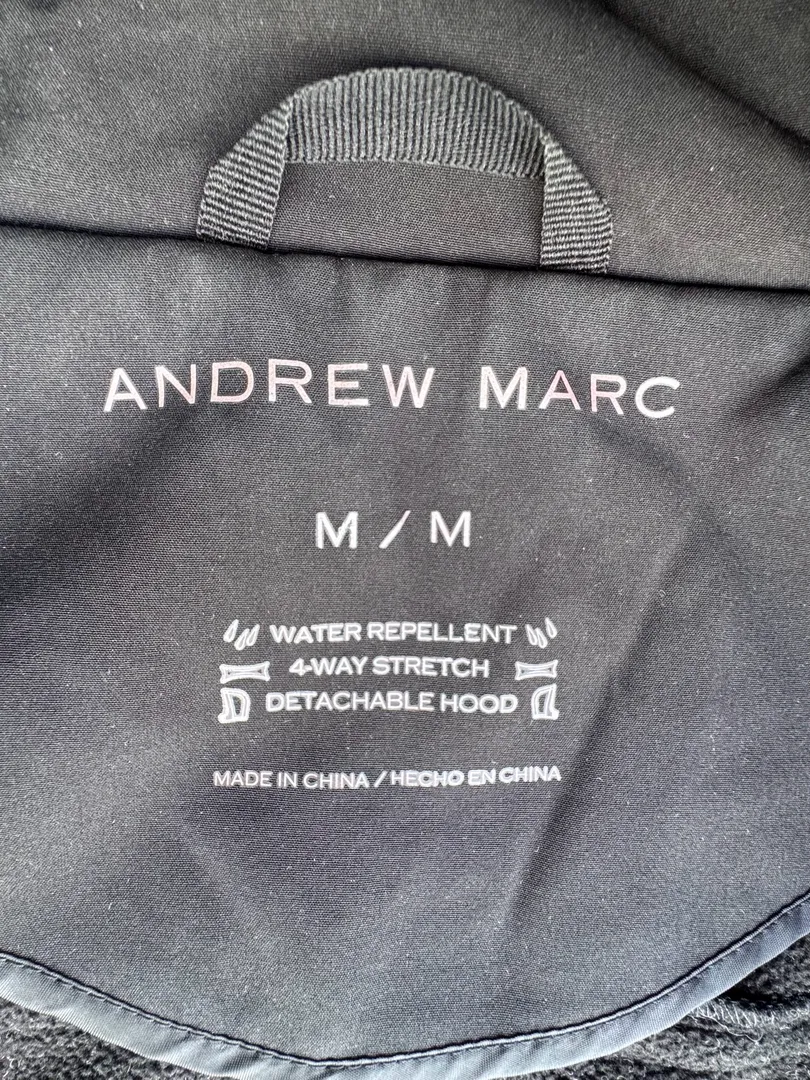 ANDREW MARC
M / M
WATER REPELLENT
4-WAY STRETCH
DETACHABLE HOOD
MADE IN CHINA / HECHO EN CHINA